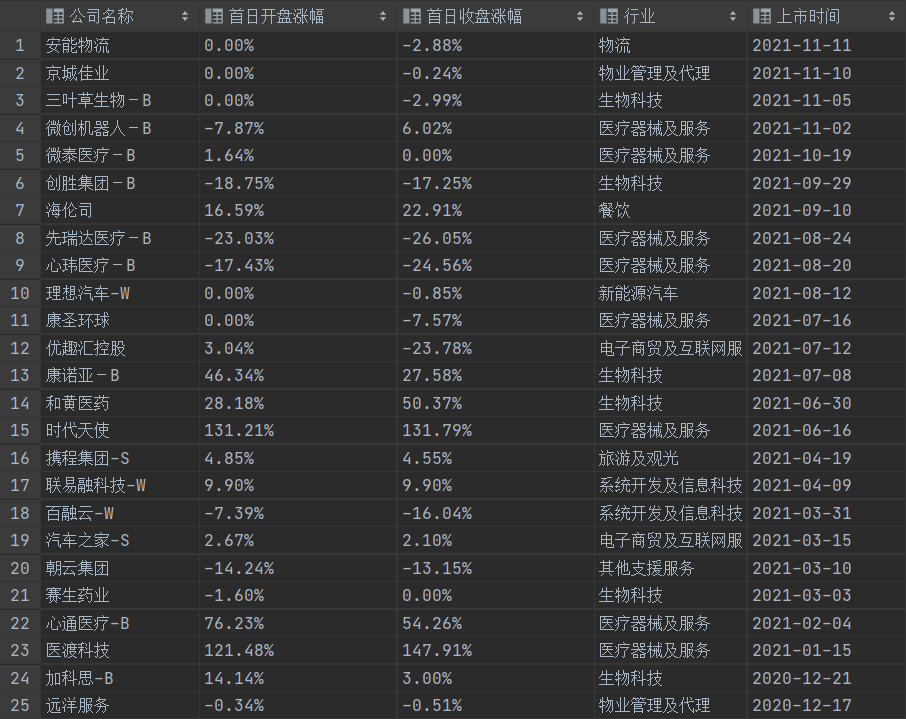 公司名称 首日开盘涨幅 首日收盘涨幅 行业 上市时间
1 安能物流 0.00% -2.88% 物流 2021-11-11
2 京城佳业 0.00% -0.24% 物业管理及代理 2021-11-10
3 三叶草生物－B 0.00% -2.99% 生物科技 2021-11-05
4 微创机器人－B -7.87% 6.02% 医疗器械及服务 2021-11-02
5 微泰医疗－B 1.64% 0.00% 医疗器械及服务 2021-10-19
6 创胜集团－B -18.75% -17.25% 生物科技 2021-09-29
7 海伦司 16.59% 22.91% 餐饮 2021-09-10
8 先瑞达医疗－B -23.03% -26.05% 医疗器械及服务 2021-08-24
9 心玮医疗－B -17.43% -24.56% 医疗器械及服务 2021-08-20
10 理想汽车-W 0.00% -0.85% 新能源汽车 2021-08-12
11 康圣环球 0.00% -7.57% 医疗器械及服务 2021-07-16
12 优趣汇控股 3.04% -23.78% 电子商贸及互联网服 2021-07-12
13 康诺亚－B 46.34% 27.58% 生物科技 2021-07-08
14 和黄医药 28.18% 50.37% 生物科技 2021-06-30
15 时代天使 131.21% 131.79% 医疗器械及服务 2021-06-16
16 携程集团-S 4.85% 4.55% 旅游及观光 2021-04-19
17 联易融科技-W 9.90% 9.90% 系统开发及信息科技 2021-04-09
18 百融云-W -7.39% -16.04% 系统开发及信息科技 2021-03-31
19 汽车之家-S 2.67% 2.10% 电子商贸及互联网服 2021-03-15
20 朝云集团 -14.24% -13.15% 其他支援服务 2021-03-10
21 赛生药业 -1.60% 0.00% 生物科技 2021-03-03
22 心通医疗-B 76.23% 54.26% 医疗器械及服务 2021-02-04
23 医渡科技 121.48% 147.91% 医疗器械及服务 2021-01-15
24 加科思-B 14.14% 3.00% 生物科技 2020-12-21
25 远洋服务 -0.34% -0.51% 物业管理及代理 2020-12-17